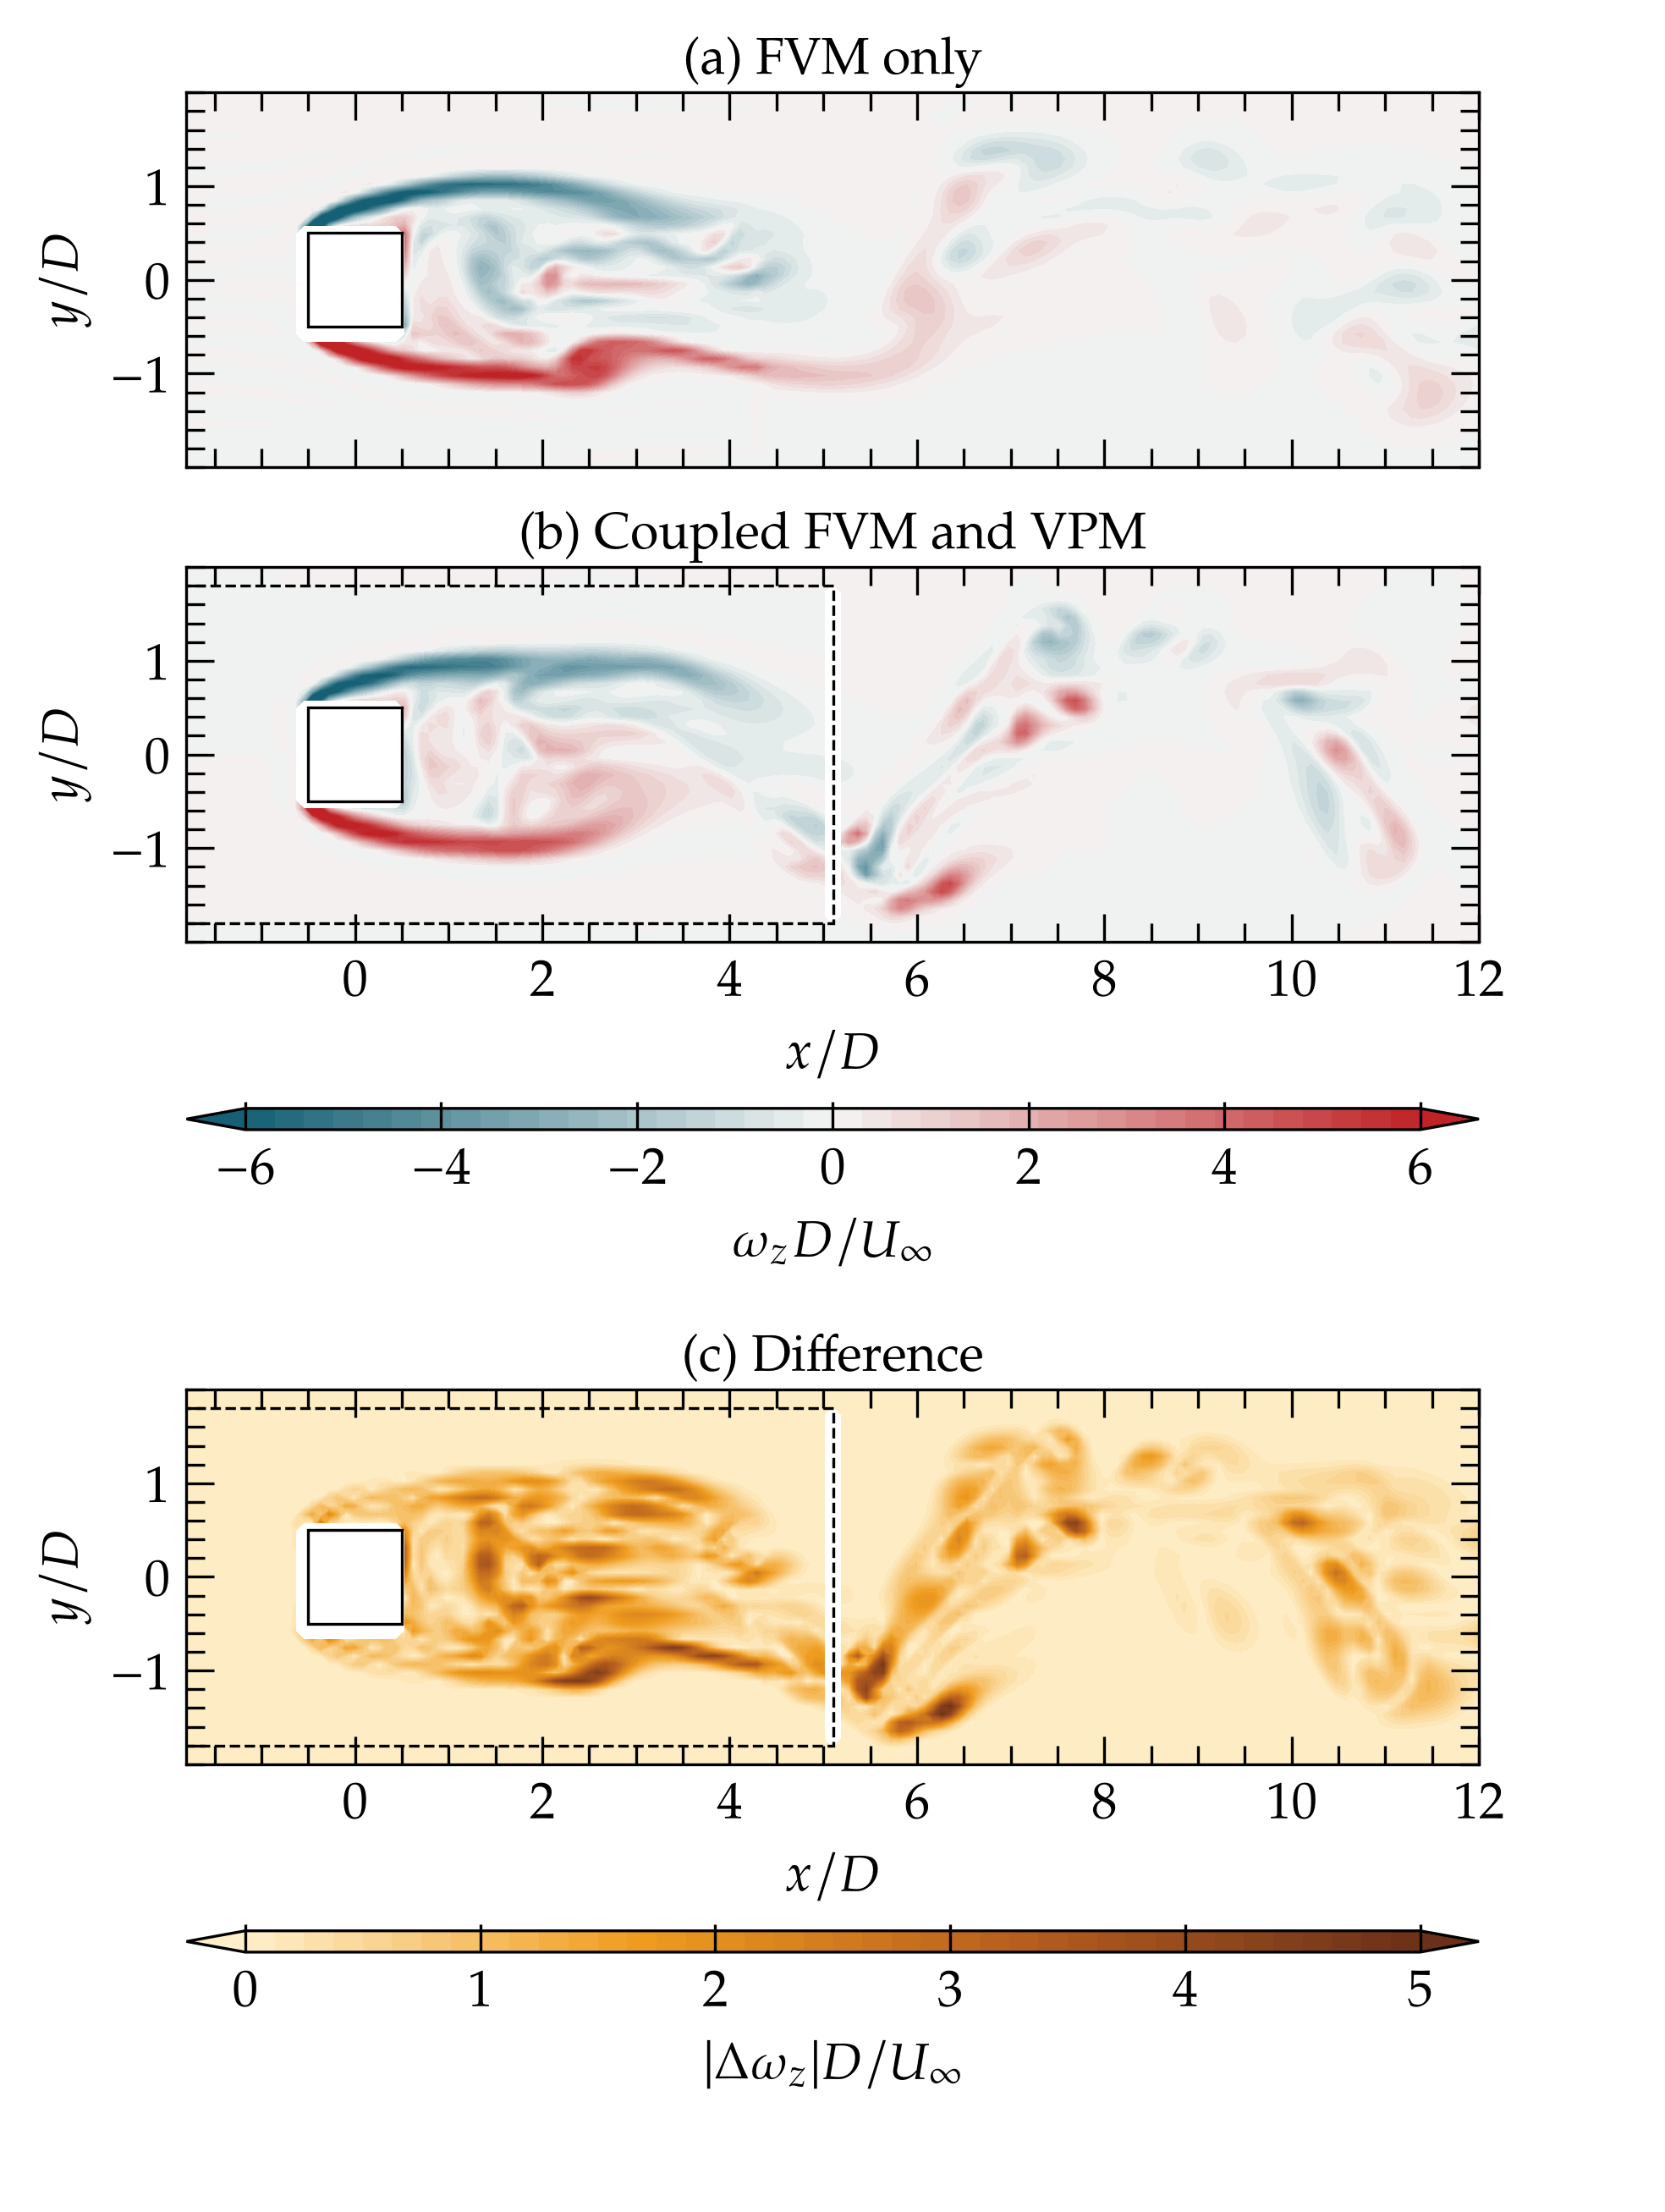 (a) FVM only
1
0
−1
y/D
(b) Coupled FVM and VPM
1
0
−1
y/D
0 2 4 6 8 10 12
x/D
−6 −4 −2 0 2 4 6
ω_z D/U_∞
(c) Difference
1
0
−1
y/D
0 2 4 6 8 10 12
x/D
0 1 2 3 4 5
|Δω_z|D/U_∞